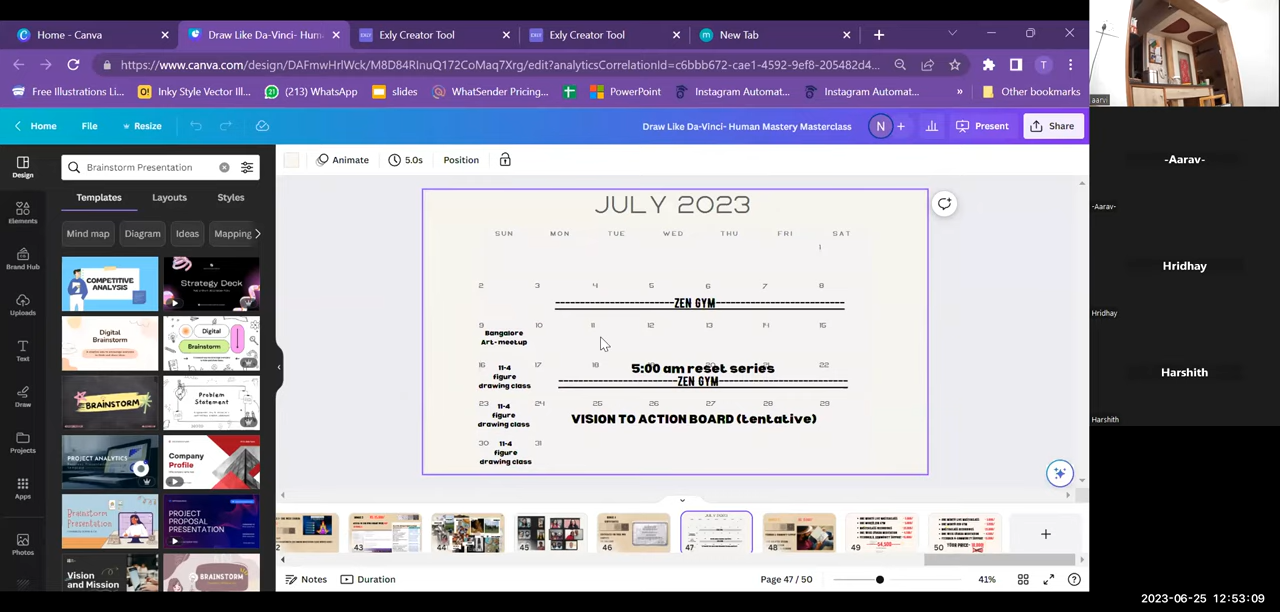 Home - Canva
Draw Like Da-Vinci- Hum
Exly Creator Tool
Exly Creator Tool
New Tab
https://www.canva.com/design/DAFmwHrlWck/M8D84RInuQ172CoMaq7Xrg/edit?analyticsCorrelationId=c6bbb672-cae1-4592-9ef8-205482d4...
T
Free Illustrations Li...
Inky Style Vector Ill...
(213) WhatsApp
slides
WhatSender Pricing...
PowerPoint
Instagram Automat...
Instagram Automat...
»
Other bookmarks
Home
File
Resize
Draw Like Da-Vinci- Human Mastery Masterclass
N
Present
Share
Animate
5.0s
Position
Design
Elements
Brand Hub
Uploads
Text
Draw
Projects
Apps
Photos
Brainstorm Presentation
Templates
Layouts
Styles
Mind map
Diagram
Ideas
Mapping
COMPETITIVE
ANALYSIS
Strategy Deck
Digital
Brainstorm
Digital
Brainstorm
BRAINSTORM
Problem
Statement
PROJECT ANALYTICS
Company
Profile
Brainstorm
Presentation
PROJECT
PROPOSAL
PRESENTATION
Vision
and Mission
BRAINSTORM
JULY 2023
SUN MON TUE WED THU FRI SAT
1
2 3 4 5 6 7 8
------------------------ZEN GYM--------------------------
9 10 11 12 13 14 15
Bangalore
Art-meetup
16 17 18 20 21 22
11-4
figure
drawing class
5:00 am reset series
------------------------ZEN GYM--------------------------
23 24 25 26 27 28 29
11-4
figure
drawing class
VISION TO ACTION BOARD (tentative)
30 31
11-4
figure
drawing class
2
43
44
45
46
47
48
49
50
Notes
Duration
Page 47 / 50
41%
aarvi
-Aarav-
-Aarav-
Hridhay
Hridhay
Harshith
Harshith
2023-06-25 12:53:09